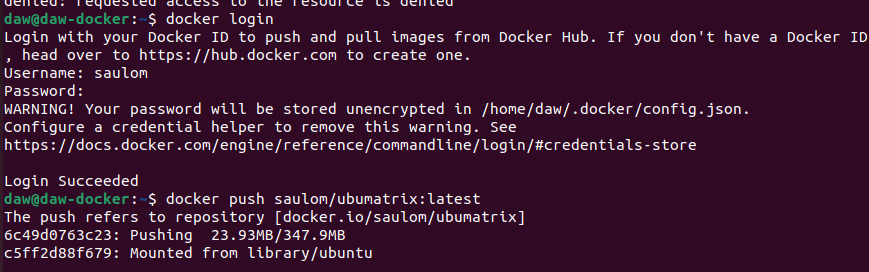 denied: requested access to the resource is denied
daw@daw-docker:~$ docker login
Login with your Docker ID to push and pull images from Docker Hub. If you don't have a Docker ID
, head over to https://hub.docker.com to create one.
Username: saulom
Password:
WARNING! Your password will be stored unencrypted in /home/daw/.docker/config.json.
Configure a credential helper to remove this warning. See
https://docs.docker.com/engine/reference/commandline/login/#credentials-store
Login Succeeded
daw@daw-docker:~$ docker push saulom/ubumatrix:latest
The push refers to repository [docker.io/saulom/ubumatrix]
6c49d0763c23: Pushing  23.93MB/347.9MB
c5ff2d88f679: Mounted from library/ubuntu